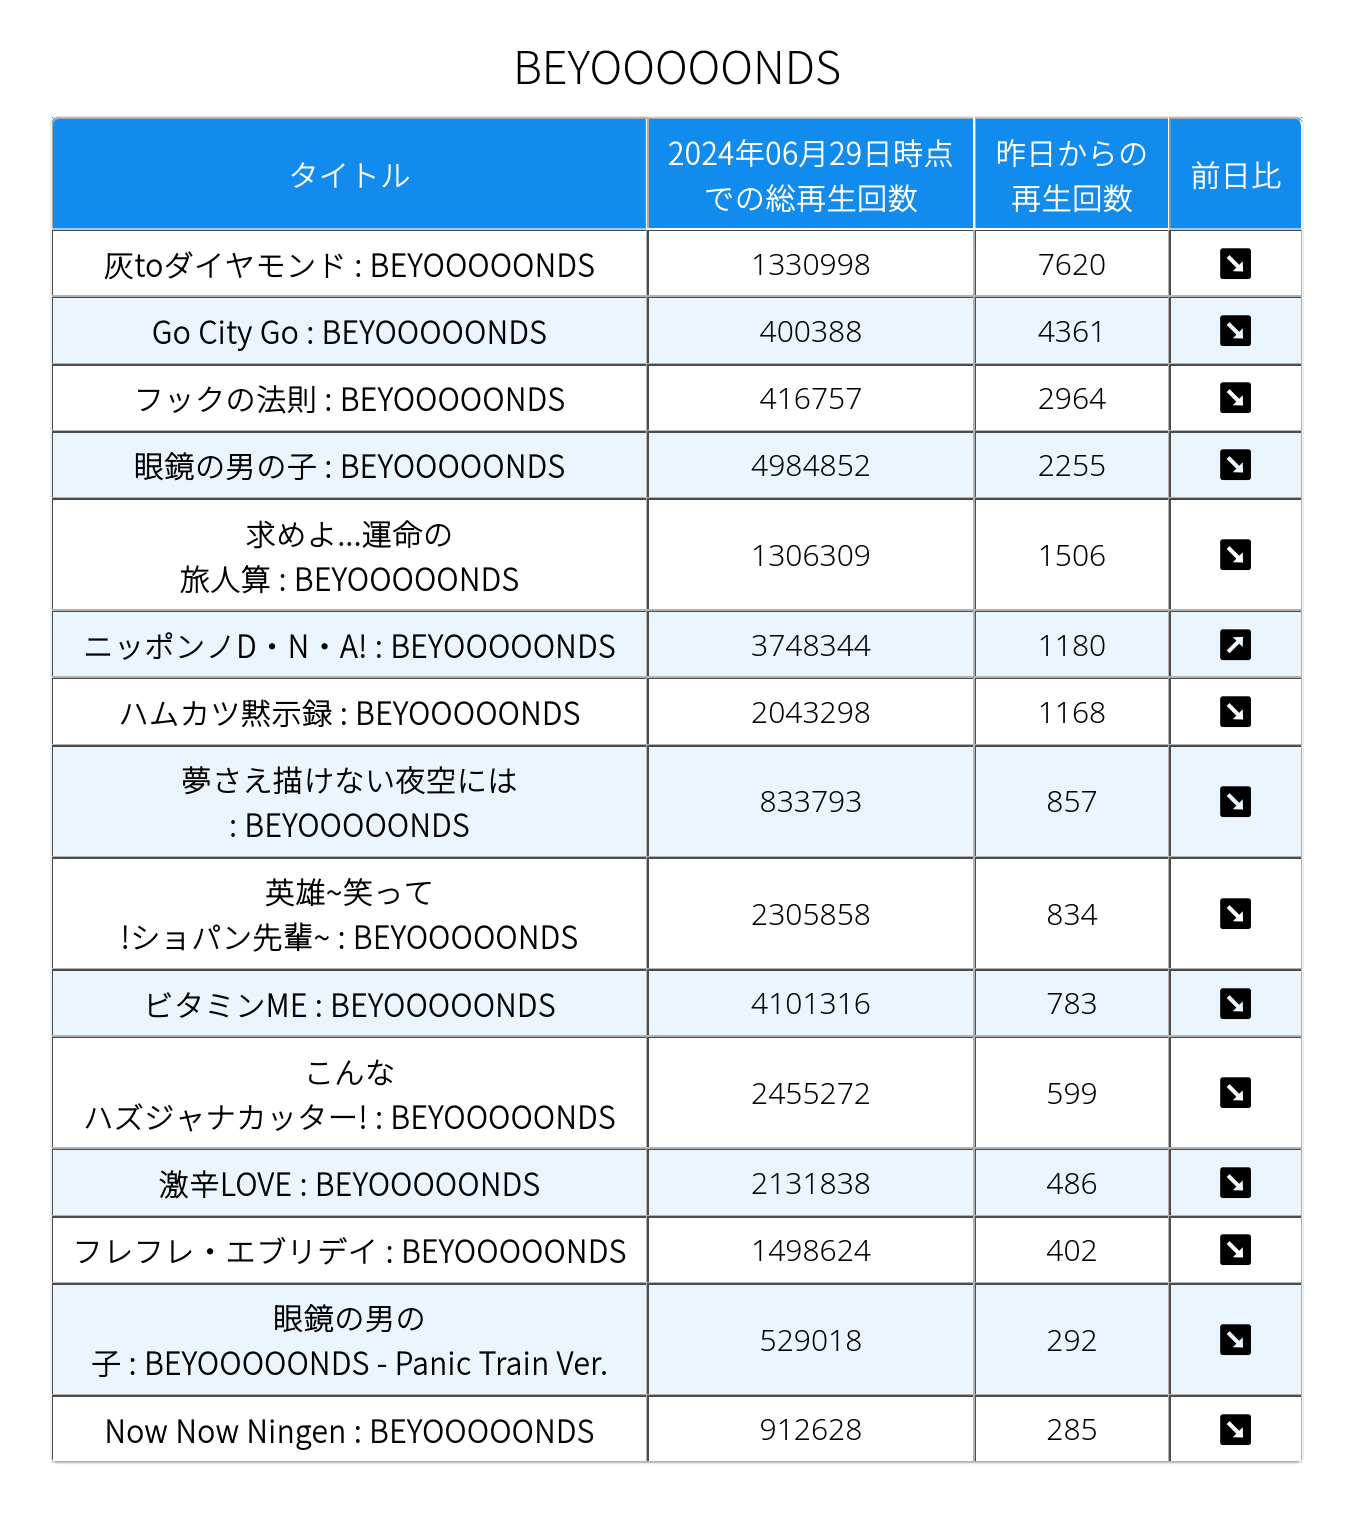 BEYOOOOONDS
タイトル
2024年06月29日時点
での総再生回数
昨日からの
再生回数
前日比
灰toダイヤモンド : BEYOOOOONDS 1330998 7620
Go City Go : BEYOOOOONDS 400388 4361
フックの法則 : BEYOOOOONDS 416757 2964
眼鏡の男の子 : BEYOOOOONDS 4984852 2255
求めよ...運命の
旅人算 : BEYOOOOONDS 1306309 1506
ニッポンノD・N・A! : BEYOOOOONDS 3748344 1180
ハムカツ黙示録 : BEYOOOOONDS 2043298 1168
夢さえ描けない夜空には
: BEYOOOOONDS 833793 857
英雄~笑って
!ショパン先輩~ : BEYOOOOONDS 2305858 834
ビタミンME : BEYOOOOONDS 4101316 783
こんな
ハズジャナカッター! : BEYOOOOONDS 2455272 599
激辛LOVE : BEYOOOOONDS 2131838 486
フレフレ・エブリデイ : BEYOOOOONDS 1498624 402
眼鏡の男の
子 : BEYOOOOONDS - Panic Train Ver. 529018 292
Now Now Ningen : BEYOOOOONDS 912628 285